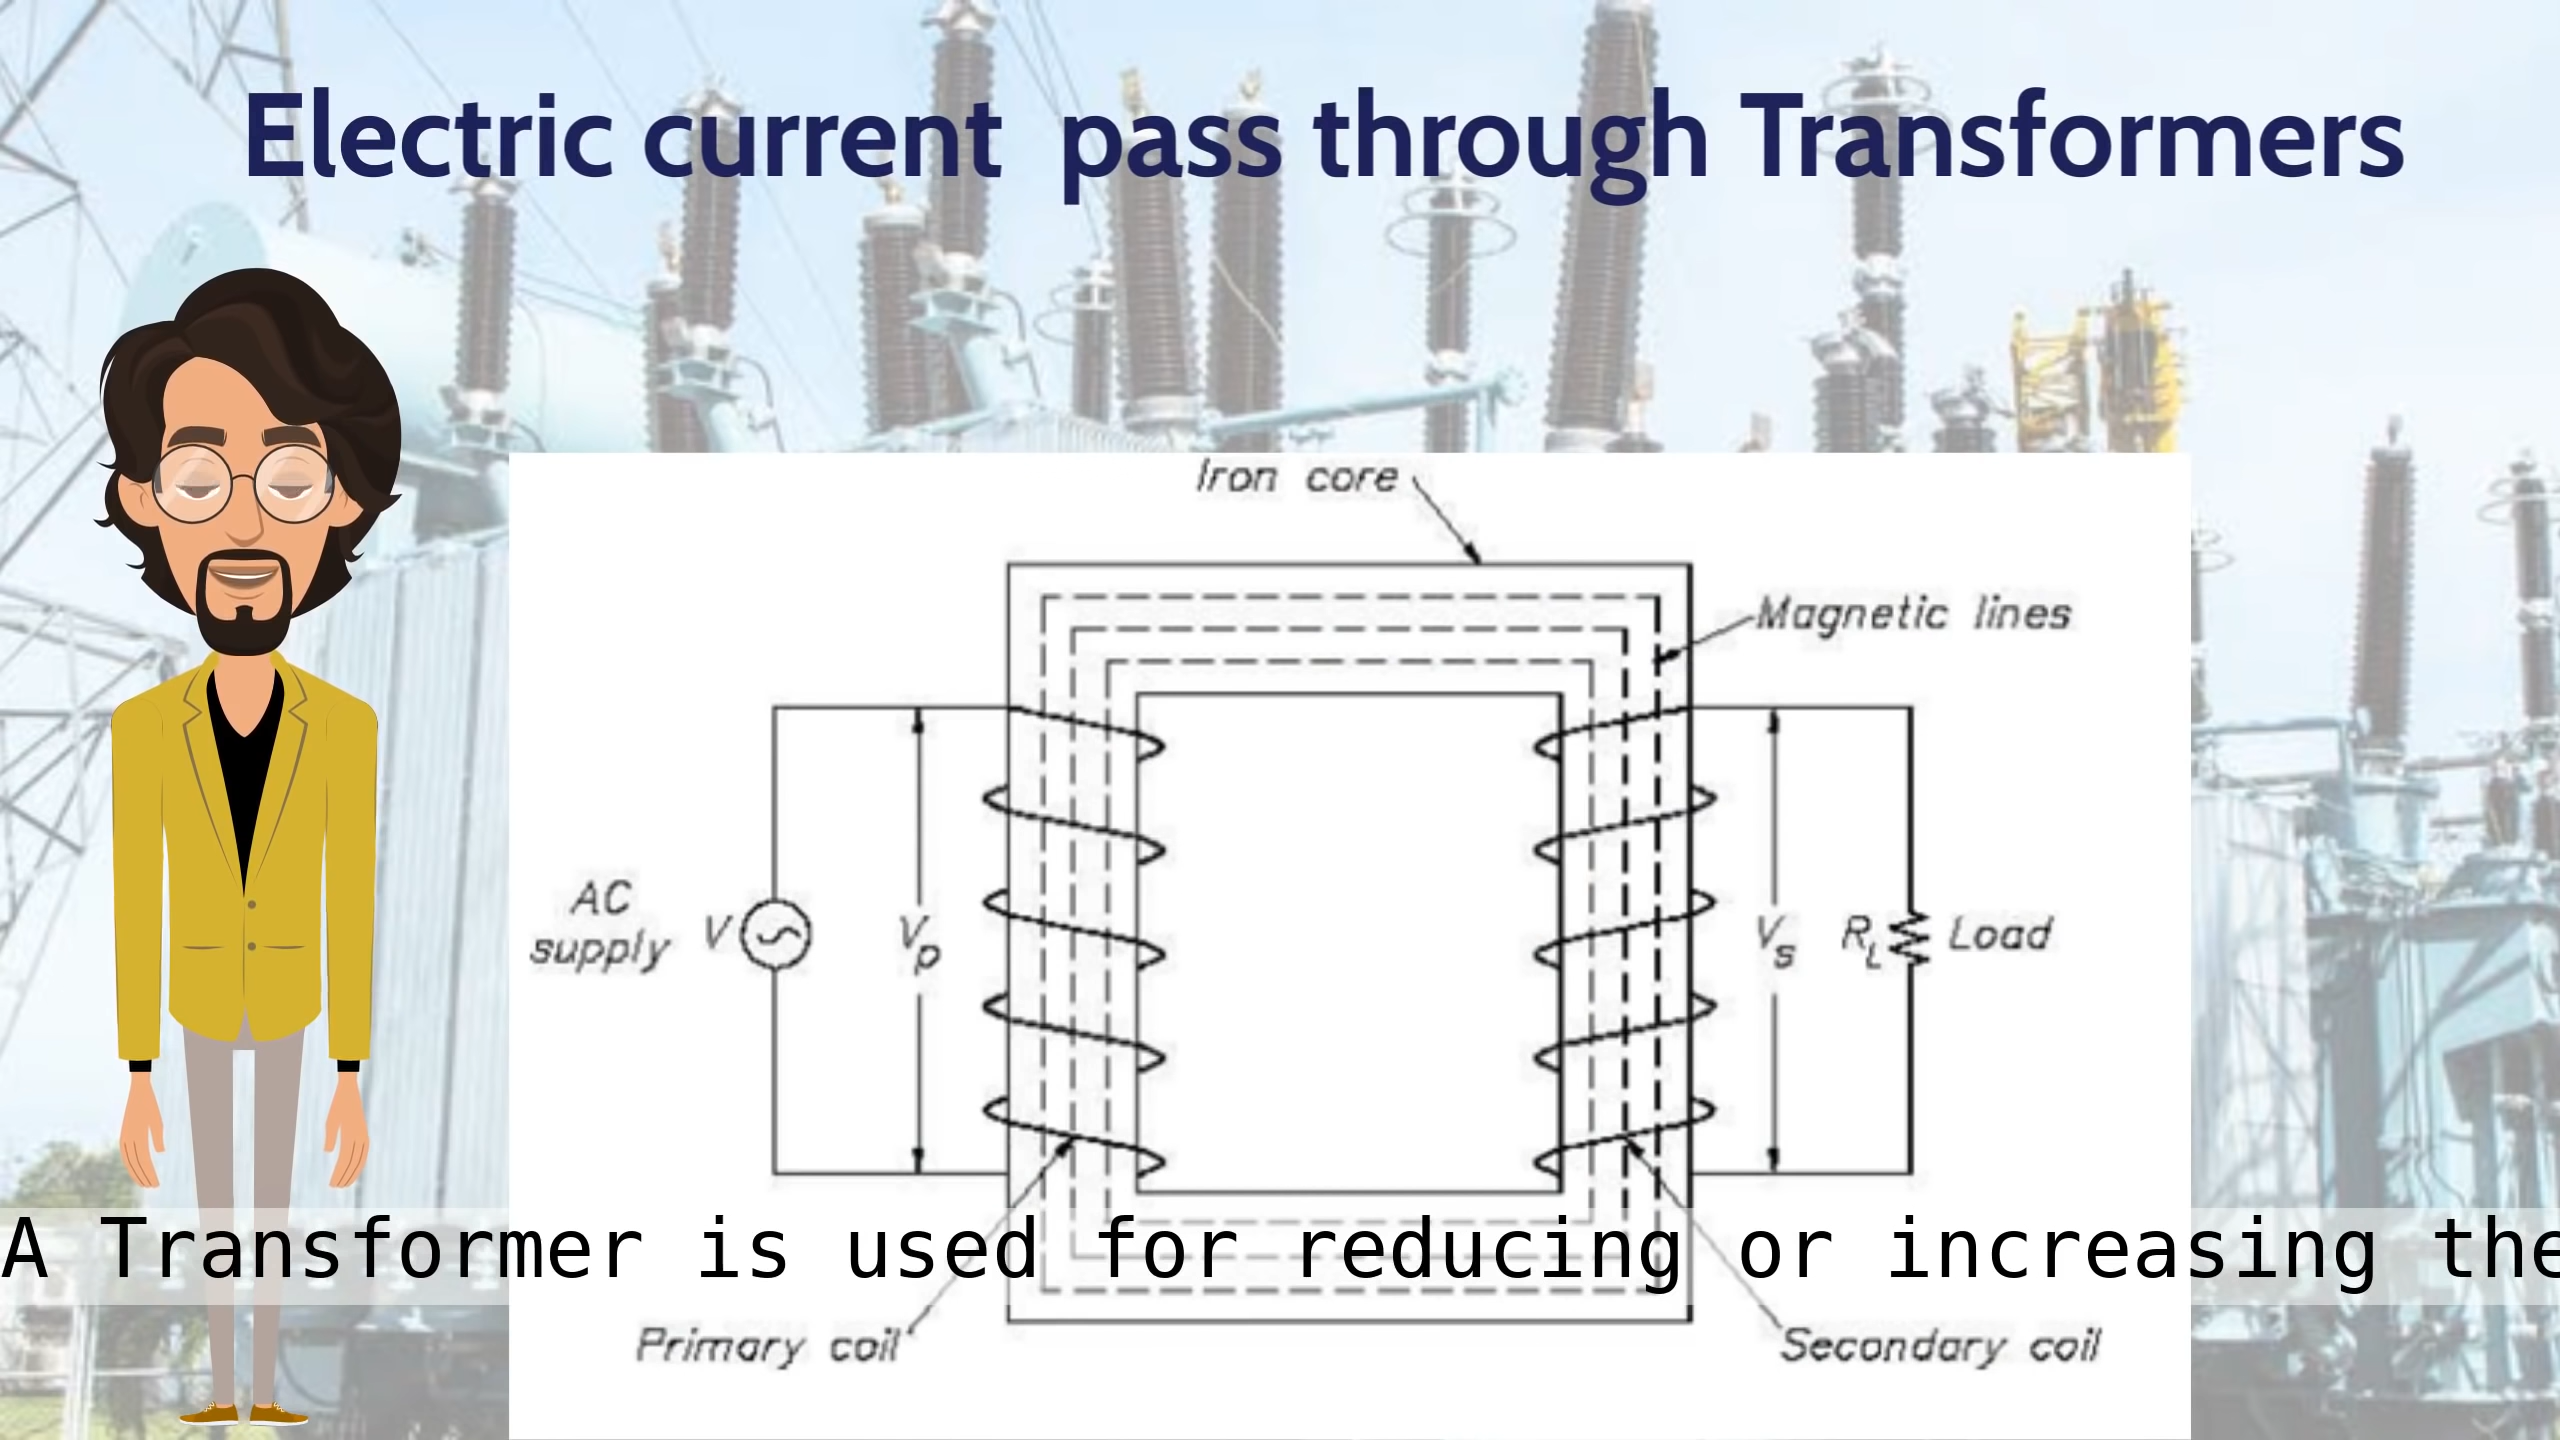 Electric current  pass through Transformers
Iron core
Magnetic lines
AC
supply
V
Vp
Vs
RL
Load
A Transformer is used for reducing or increasing the
Primary coil
Secondary coil